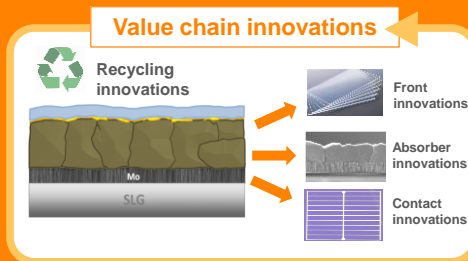 Value chain innovations
Recycling
innovations
Front
innovations
Absorber
innovations
Mo
SLG
Contact
innovations